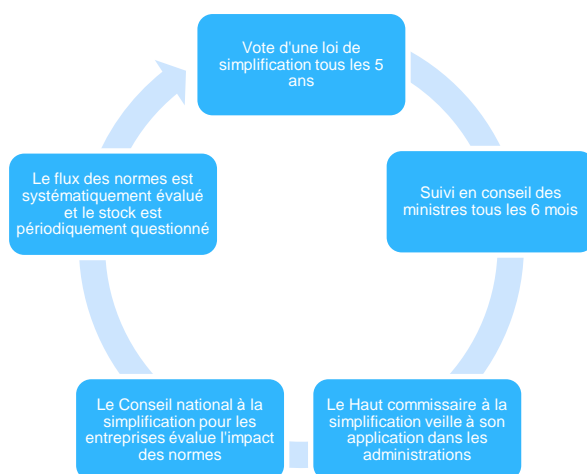 Vote d'une loi de
simplification tous les 5
ans
Suivi en conseil des
ministres tous les 6 mois
Le Haut commissaire à la
simplification veille à son
application dans les
administrations
Le Conseil national à la
simplification pour les
entreprises évalue l'impact
des normes
Le flux des normes est
systématiquement évalué
et le stock est
périodiquement questionné